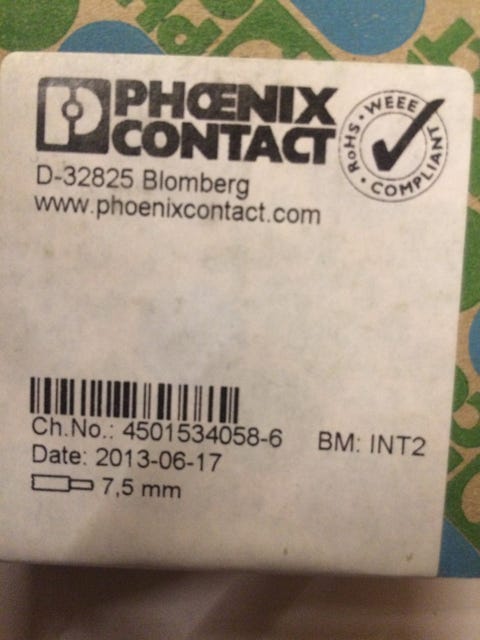 PHŒNIX
CONTACT
RoHS • WEEE • COMPLIANT
D-32825 Blomberg
www.phoenixcontact.com
Ch.No.: 4501534058-6 BM: INT2
Date: 2013-06-17
7,5 mm